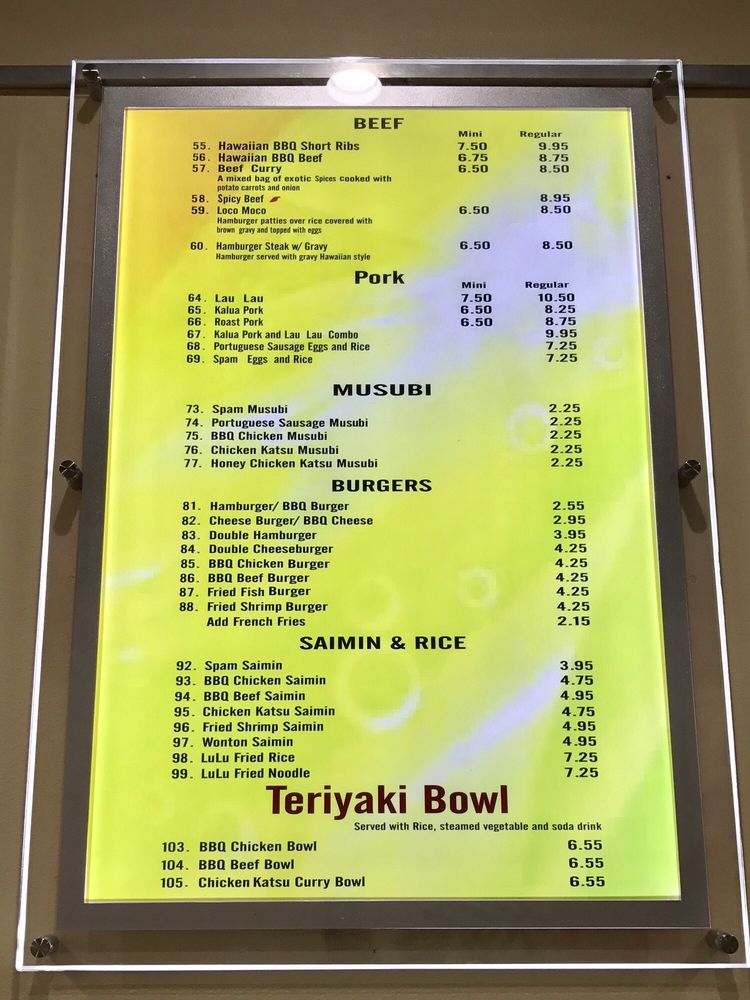 BEEF
Mini Regular
55. Hawaiian BBQ Short Ribs 7.50 9.95
56. Hawaiian BBQ Beef 6.75 8.75
57. Beef Curry 6.50 8.50
A mixed bag of exotic Spices cooked with
potato carrots and onion
58. Spicy Beef 8.95
59. Loco Moco 6.50 8.50
Hamburger patties over rice covered with
brown gravy and topped with eggs
60. Hamburger Steak w/ Gravy 6.50 8.50
Hamburger served with gravy Hawaiian style
Pork
Mini Regular
64. Lau Lau 7.50 10.50
65. Kalua Pork 6.50 8.25
66. Roast Pork 6.50 8.75
67. Kalua Pork and Lau Lau Combo 9.95
68. Portuguese Sausage Eggs and Rice 7.25
69. Spam Eggs and Rice 7.25
MUSUBI
73. Spam Musubi 2.25
74. Portuguese Sausage Musubi 2.25
75. BBQ Chicken Musubi 2.25
76. Chicken Katsu Musubi 2.25
77. Honey Chicken Katsu Musubi 2.25
BURGERS
81. Hamburger/ BBQ Burger 2.55
82. Cheese Burger/ BBQ Cheese 2.95
83. Double Hamburger 3.95
84. Double Cheeseburger 4.25
85. BBQ Chicken Burger 4.25
86. BBQ Beef Burger 4.25
87. Fried Fish Burger 4.25
88. Fried Shrimp Burger 4.25
Add French Fries 2.15
SAIMIN & RICE
92. Spam Saimin 3.95
93. BBQ Chicken Saimin 4.75
94. BBQ Beef Saimin 4.95
95. Chicken Katsu Saimin 4.75
96. Fried Shrimp Saimin 4.95
97. Wonton Saimin 4.95
98. LuLu Fried Rice 7.25
99. LuLu Fried Noodle 7.25
Teriyaki Bowl
Served with Rice, steamed vegetable and soda drink
103. BBQ Chicken Bowl 6.55
104. BBQ Beef Bowl 6.55
105. Chicken Katsu Curry Bowl 6.55